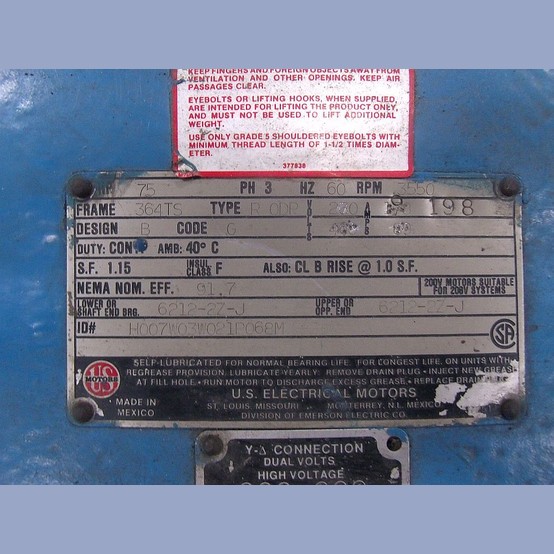 KEEP FINGERS AND FOREIGN OBJECTS AWAY FROM
VENTILATION AND OTHER OPENINGS. KEEP AIR
PASSAGES CLEAR.
EYEBOLTS OR LIFTING HOOKS, WHEN SUPPLIED,
ARE INTENDED FOR LIFTING THE PRODUCT ONLY,
AND MUST NOT BE USED TO LIFT ADDITIONAL
WEIGHT.
USE ONLY GRADE 5 SHOULDERED EYEBOLTS WITH
MINIMUM THREAD LENGTH OF 1-1/2 TIMES DIAM-
ETER.
377838
75 PH 3 HZ 60 RPM
FRAME 364TS TYPE VOLTS AMPS 198
DESIGN B CODE G
DUTY: AMB: 40° C
S.F. 1.15 INSUL CLASS F ALSO: CL B RISE @ 1.0 S.F.
NEMA NOM. EFF. 91.7 200V MOTORS SUITABLE
FOR 208V SYSTEMS
LOWER OR
SHAFT END BRG. 6212-2Z-J UPPER OR
OPP. END 6212-2Z-J
ID#
SA
US
MOTORS
SELF-LUBRICATED FOR NORMAL BEARING LIFE. FOR LONGEST LIFE, ON UNITS WITH
REGREASE PROVISION, LUBRICATE YEARLY: REMOVE DRAIN PLUG • INJECT NEW GREASE
AT FILL HOLE • RUN MOTOR TO DISCHARGE EXCESS GREASE • REPLACE DRAIN
U.S. ELECTRICAL MOTORS
ST. LOUIS, MISSOURI MONTERREY, N.L. MEXICO
DIVISION OF EMERSON ELECTRIC CO.
• MADE IN
MEXICO
Y-Δ CONNECTION
DUAL VOLTS
HIGH VOLTAGE